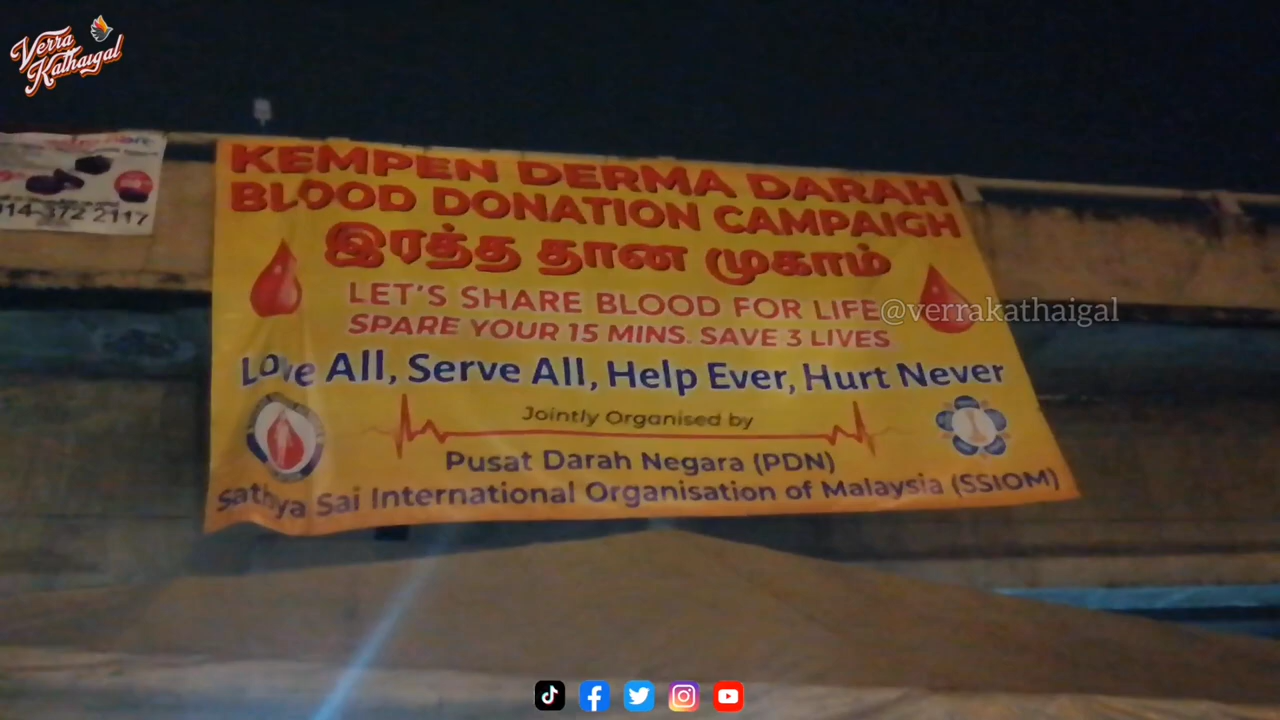 Verra
Kathaigal
014-372 2117
KEMPEN DERMA DARAH
BLOOD DONATION CAMPAIGH
இரத்த தான முகாம்
LET'S SHARE BLOOD FOR LIFE
@verrakathaigal
SPARE YOUR 15 MINS. SAVE 3 LIVES
Love All, Serve All, Help Ever, Hurt Never
Jointly Organised by
Pusat Darah Negara (PDN)
Sathya Sai International Organisation of Malaysia (SSIOM)